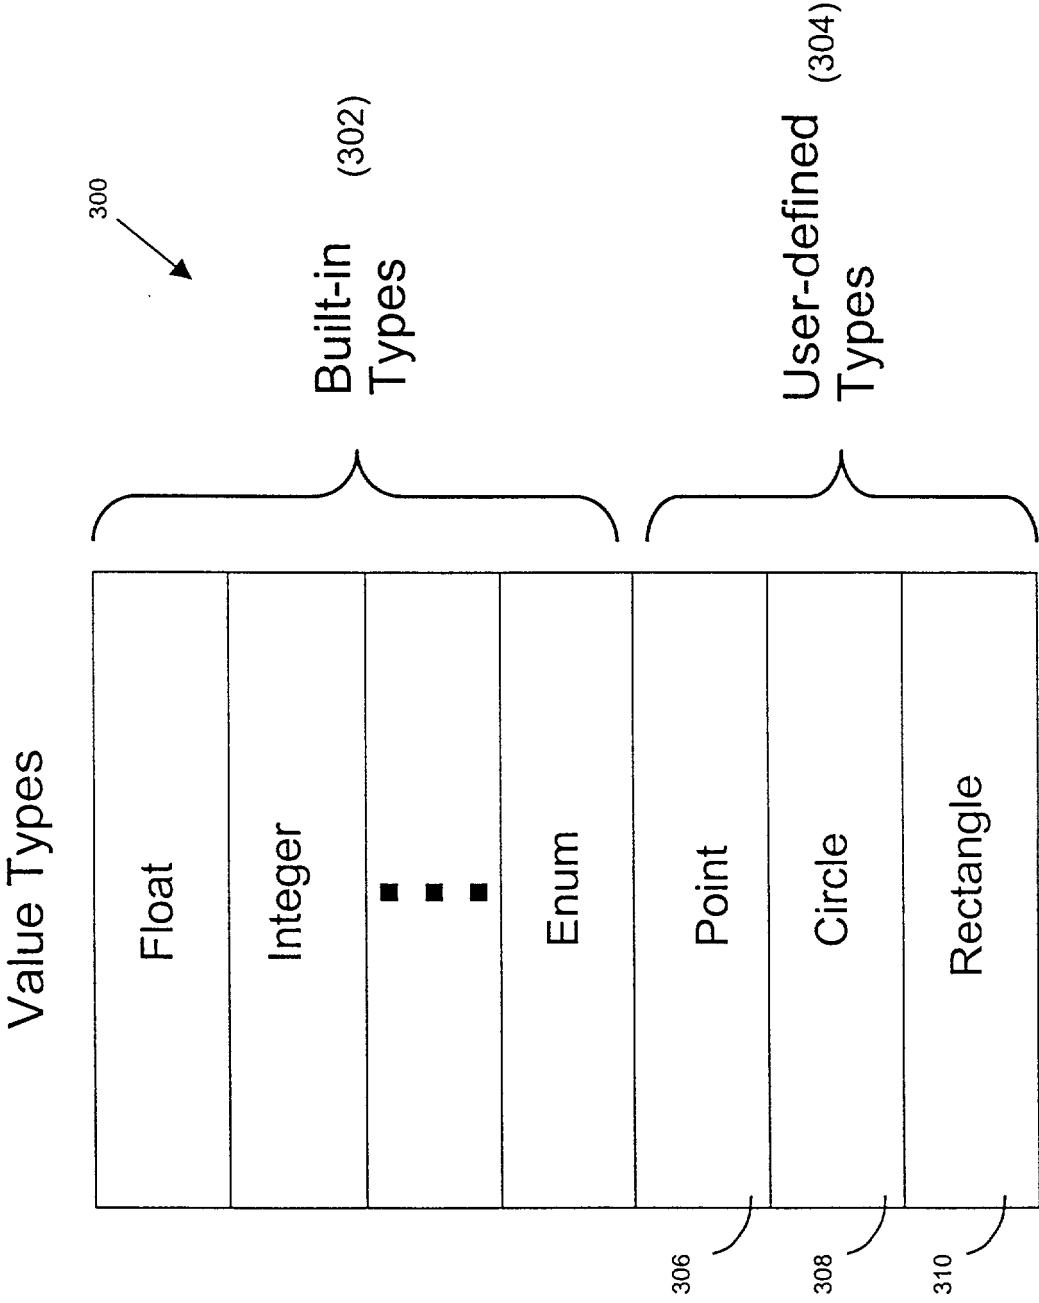 Value Types
300
Float
Integer
Enum
Built-in
Types
(302)
Point
Circle
Rectangle
User-defined
Types
(304)
306
308
310